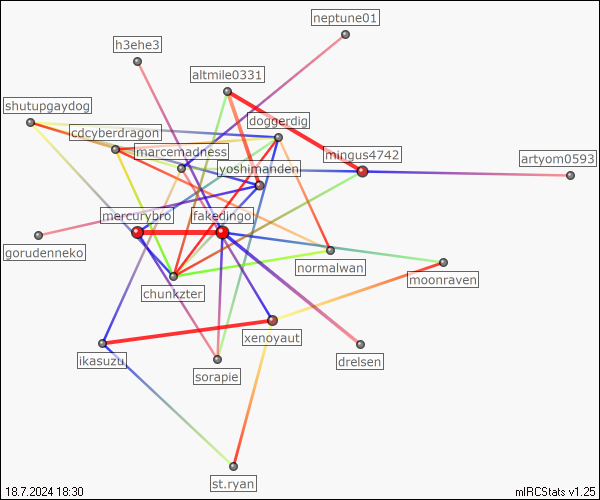 neptune01
h3ehe3
altmile0331
shutupgaydog
doggerdig
cdcyberdragon
marcemadness
mingus4742
artyom0593
yoshimanden
mercurybro
fakedingo
gorudenneko
normalwan
moonraven
chunkzter
xenoyaut
ikasuzu
drelsen
sorapie
st.ryan
18.7.2024 18:30
mIRCStats v1.25